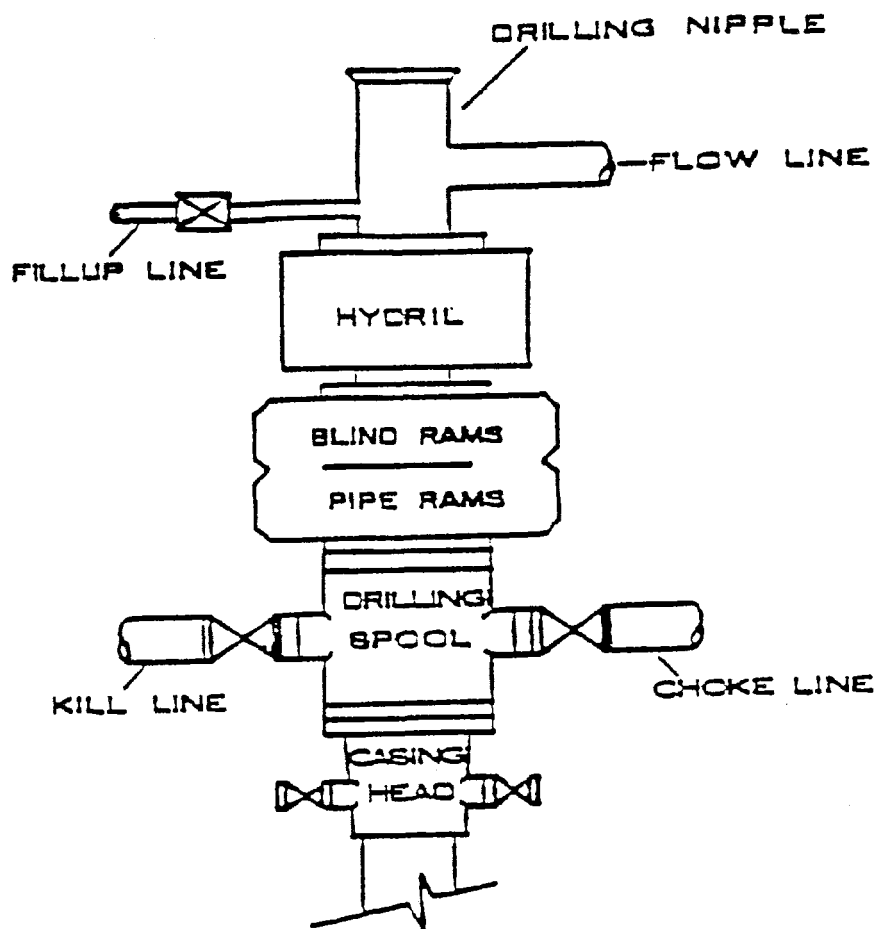 DRILLING NIPPLE
FLOW LINE
FILLUP LINE
HYDRIL
BLIND RAMS
PIPE RAMS
DRILLING
SPOOL
KILL LINE
CHOKE LINE
CASING
HEAD